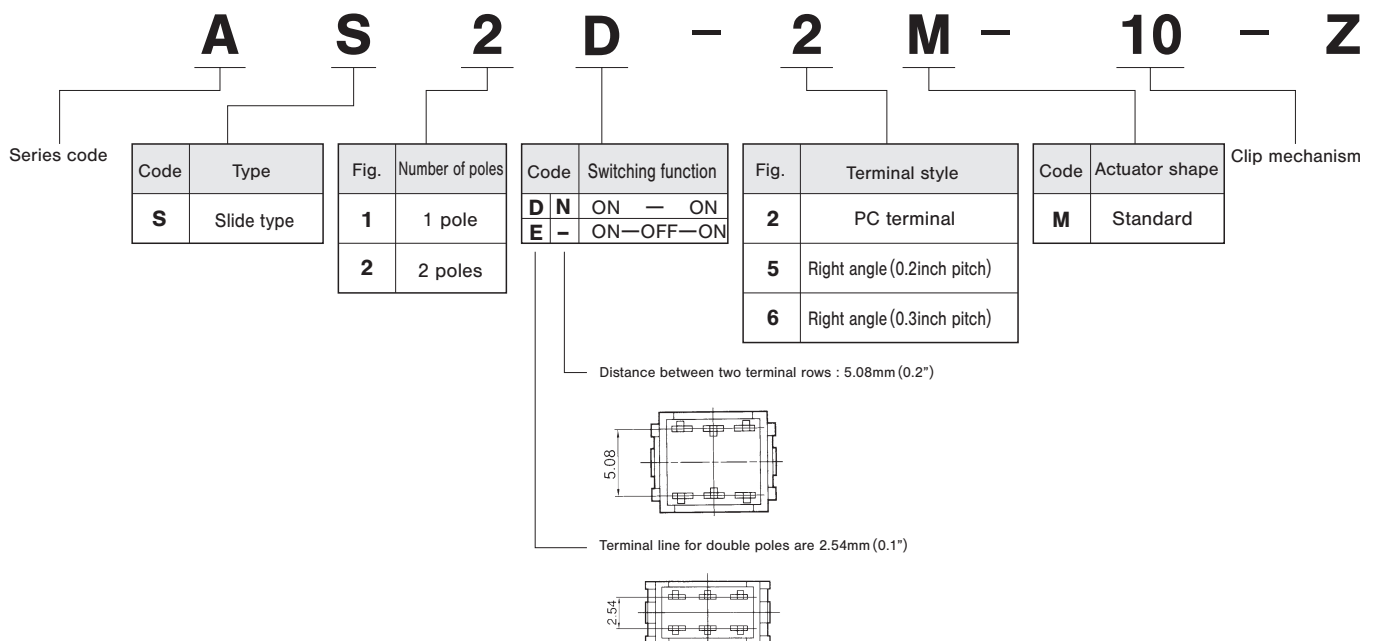 A S 2 D – 2 M – 10 – Z
Series code
Code Type
S Slide type
Fig. Number of poles
1 1 pole
2 2 poles
Code Switching function
D N ON — ON
E – ON—OFF—ON
Fig. Terminal style
2 PC terminal
5 Right angle (0.2inch pitch)
6 Right angle (0.3inch pitch)
Code Actuator shape
M Standard
Clip mechanism
Distance between two terminal rows : 5.08mm (0.2”)
5.08
Terminal line for double poles are 2.54mm (0.1”)
2.54